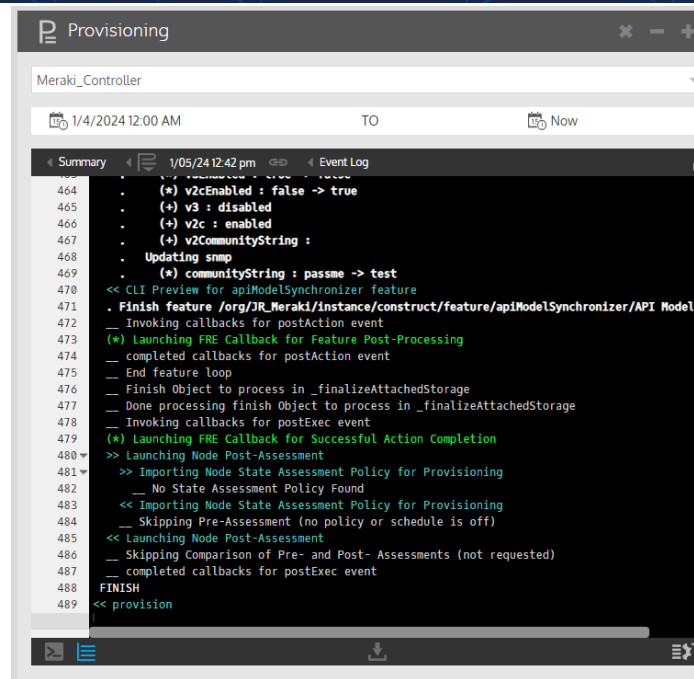 Provisioning
Meraki_Controller
1/4/2024 12:00 AM TO Now
Summary 1/05/24 12:42 pm Event Log
464 . (*) v2cEnabled : false -> true
465 . (+) v3 : disabled
466 . (+) v2c : enabled
467 . (+) v2CommunityString :
468 . Updating snmp
469 . (*) communityString : passme -> test
470 << CLI Preview for apiModelSynchronizer feature
471 . Finish feature /org/JR_Meraki/instance/construct/feature/apiModelSynchronizer/API Model
472 __ Invoking callbacks for postAction event
473 (*) Launching FRE Callback for Feature Post-Processing
474 __ completed callbacks for postAction event
475 __ End feature loop
476 __ Finish Object to process in _finalizeAttachedStorage
477 __ Done processing finish Object to process in _finalizeAttachedStorage
478 __ Invoking callbacks for postExec event
479 (*) Launching FRE Callback for Successful Action Completion
480 >> Launching Node Post-Assessment
481 >> Importing Node State Assessment Policy for Provisioning
482 __ No State Assessment Policy Found
483 << Importing Node State Assessment Policy for Provisioning
484 __ Skipping Pre-Assessment (no policy or schedule is off)
485 << Launching Node Post-Assessment
486 __ Skipping Comparison of Pre- and Post- Assessments (not requested)
487 __ completed callbacks for postExec event
488 FINISH
489 << provision